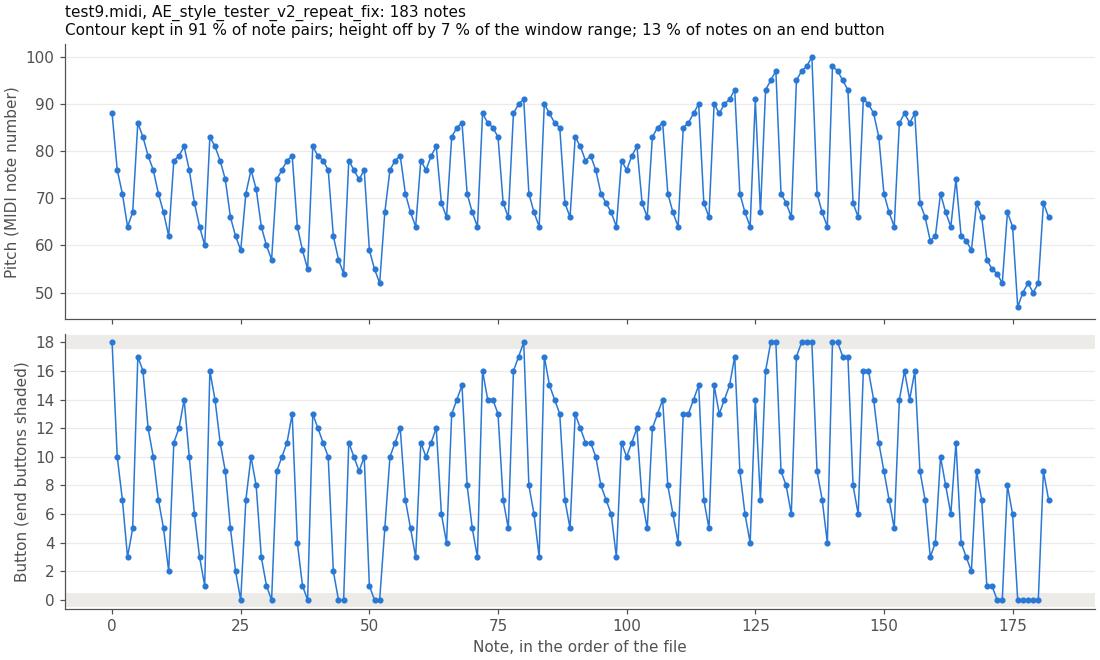 test9.midi, AE_style_tester_v2_repeat_fix: 183 notes
Contour kept in 91 % of note pairs; height off by 7 % of the window range; 13 % of notes on an end button
Pitch (MIDI note number)
100
90
80
70
60
50
Button (end buttons shaded)
18
16
14
12
10
8
6
4
2
0
0 25 50 75 100 125 150 175
Note, in the order of the file